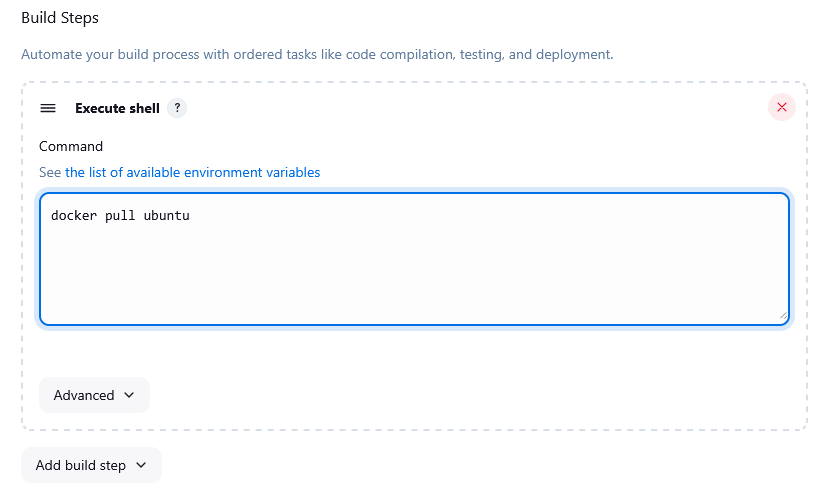 Build Steps
Automate your build process with ordered tasks like code compilation, testing, and deployment.
Execute shell ?
Command
See the list of available environment variables
docker pull ubuntu
Advanced
Add build step